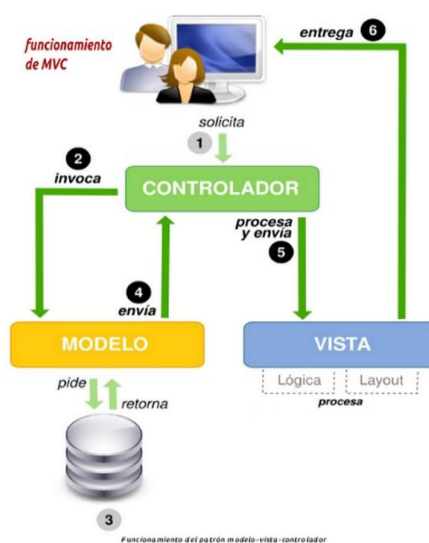 funcionamiento
de MVC
entrega 6
solicita
1
2
invoca
CONTROLADOR
procesa
y envía
5
4
envía
MODELO
VISTA
Lógica
Layout
procesa
pide
retorna
3
Funcionamiento del patrón modelo-vista-controlador